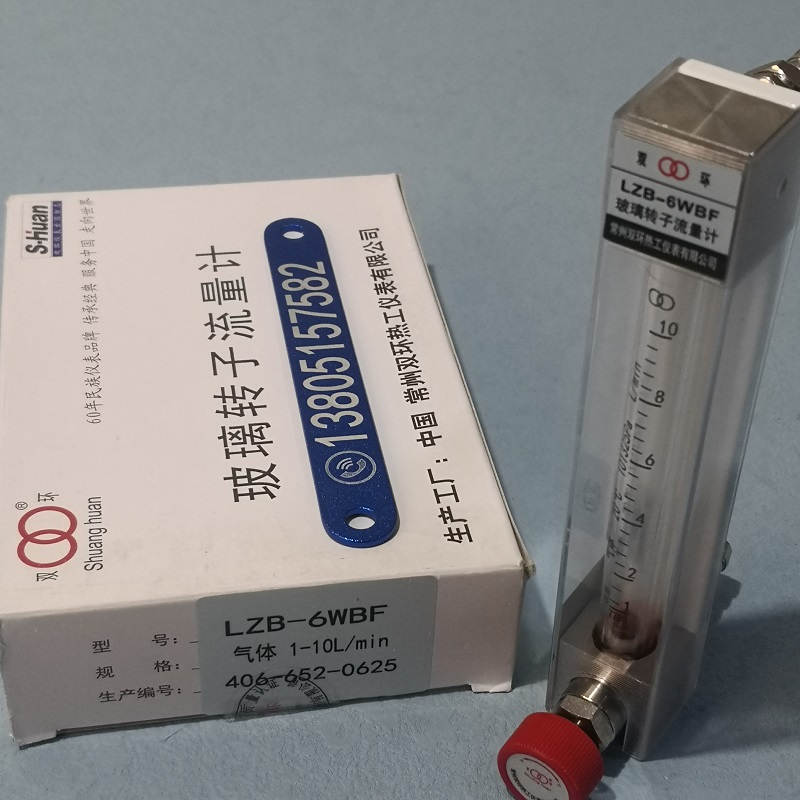 S·Huan
60年民族仪表品牌 传承经典 服务中国 走向世界
双 环 ®
Shuang huan
玻璃转子流量计
13805157582
生产工厂：中国 常州双环热工仪表有限公司
型 号：
规 格：
生产编号：
LZB-6WBF
气体 1-10L/min
406-652-0625
双 环
LZB-6WBF
玻璃转子流量计
常州双环热工仪表有限公司
10
L/min
8
6
4
2
1